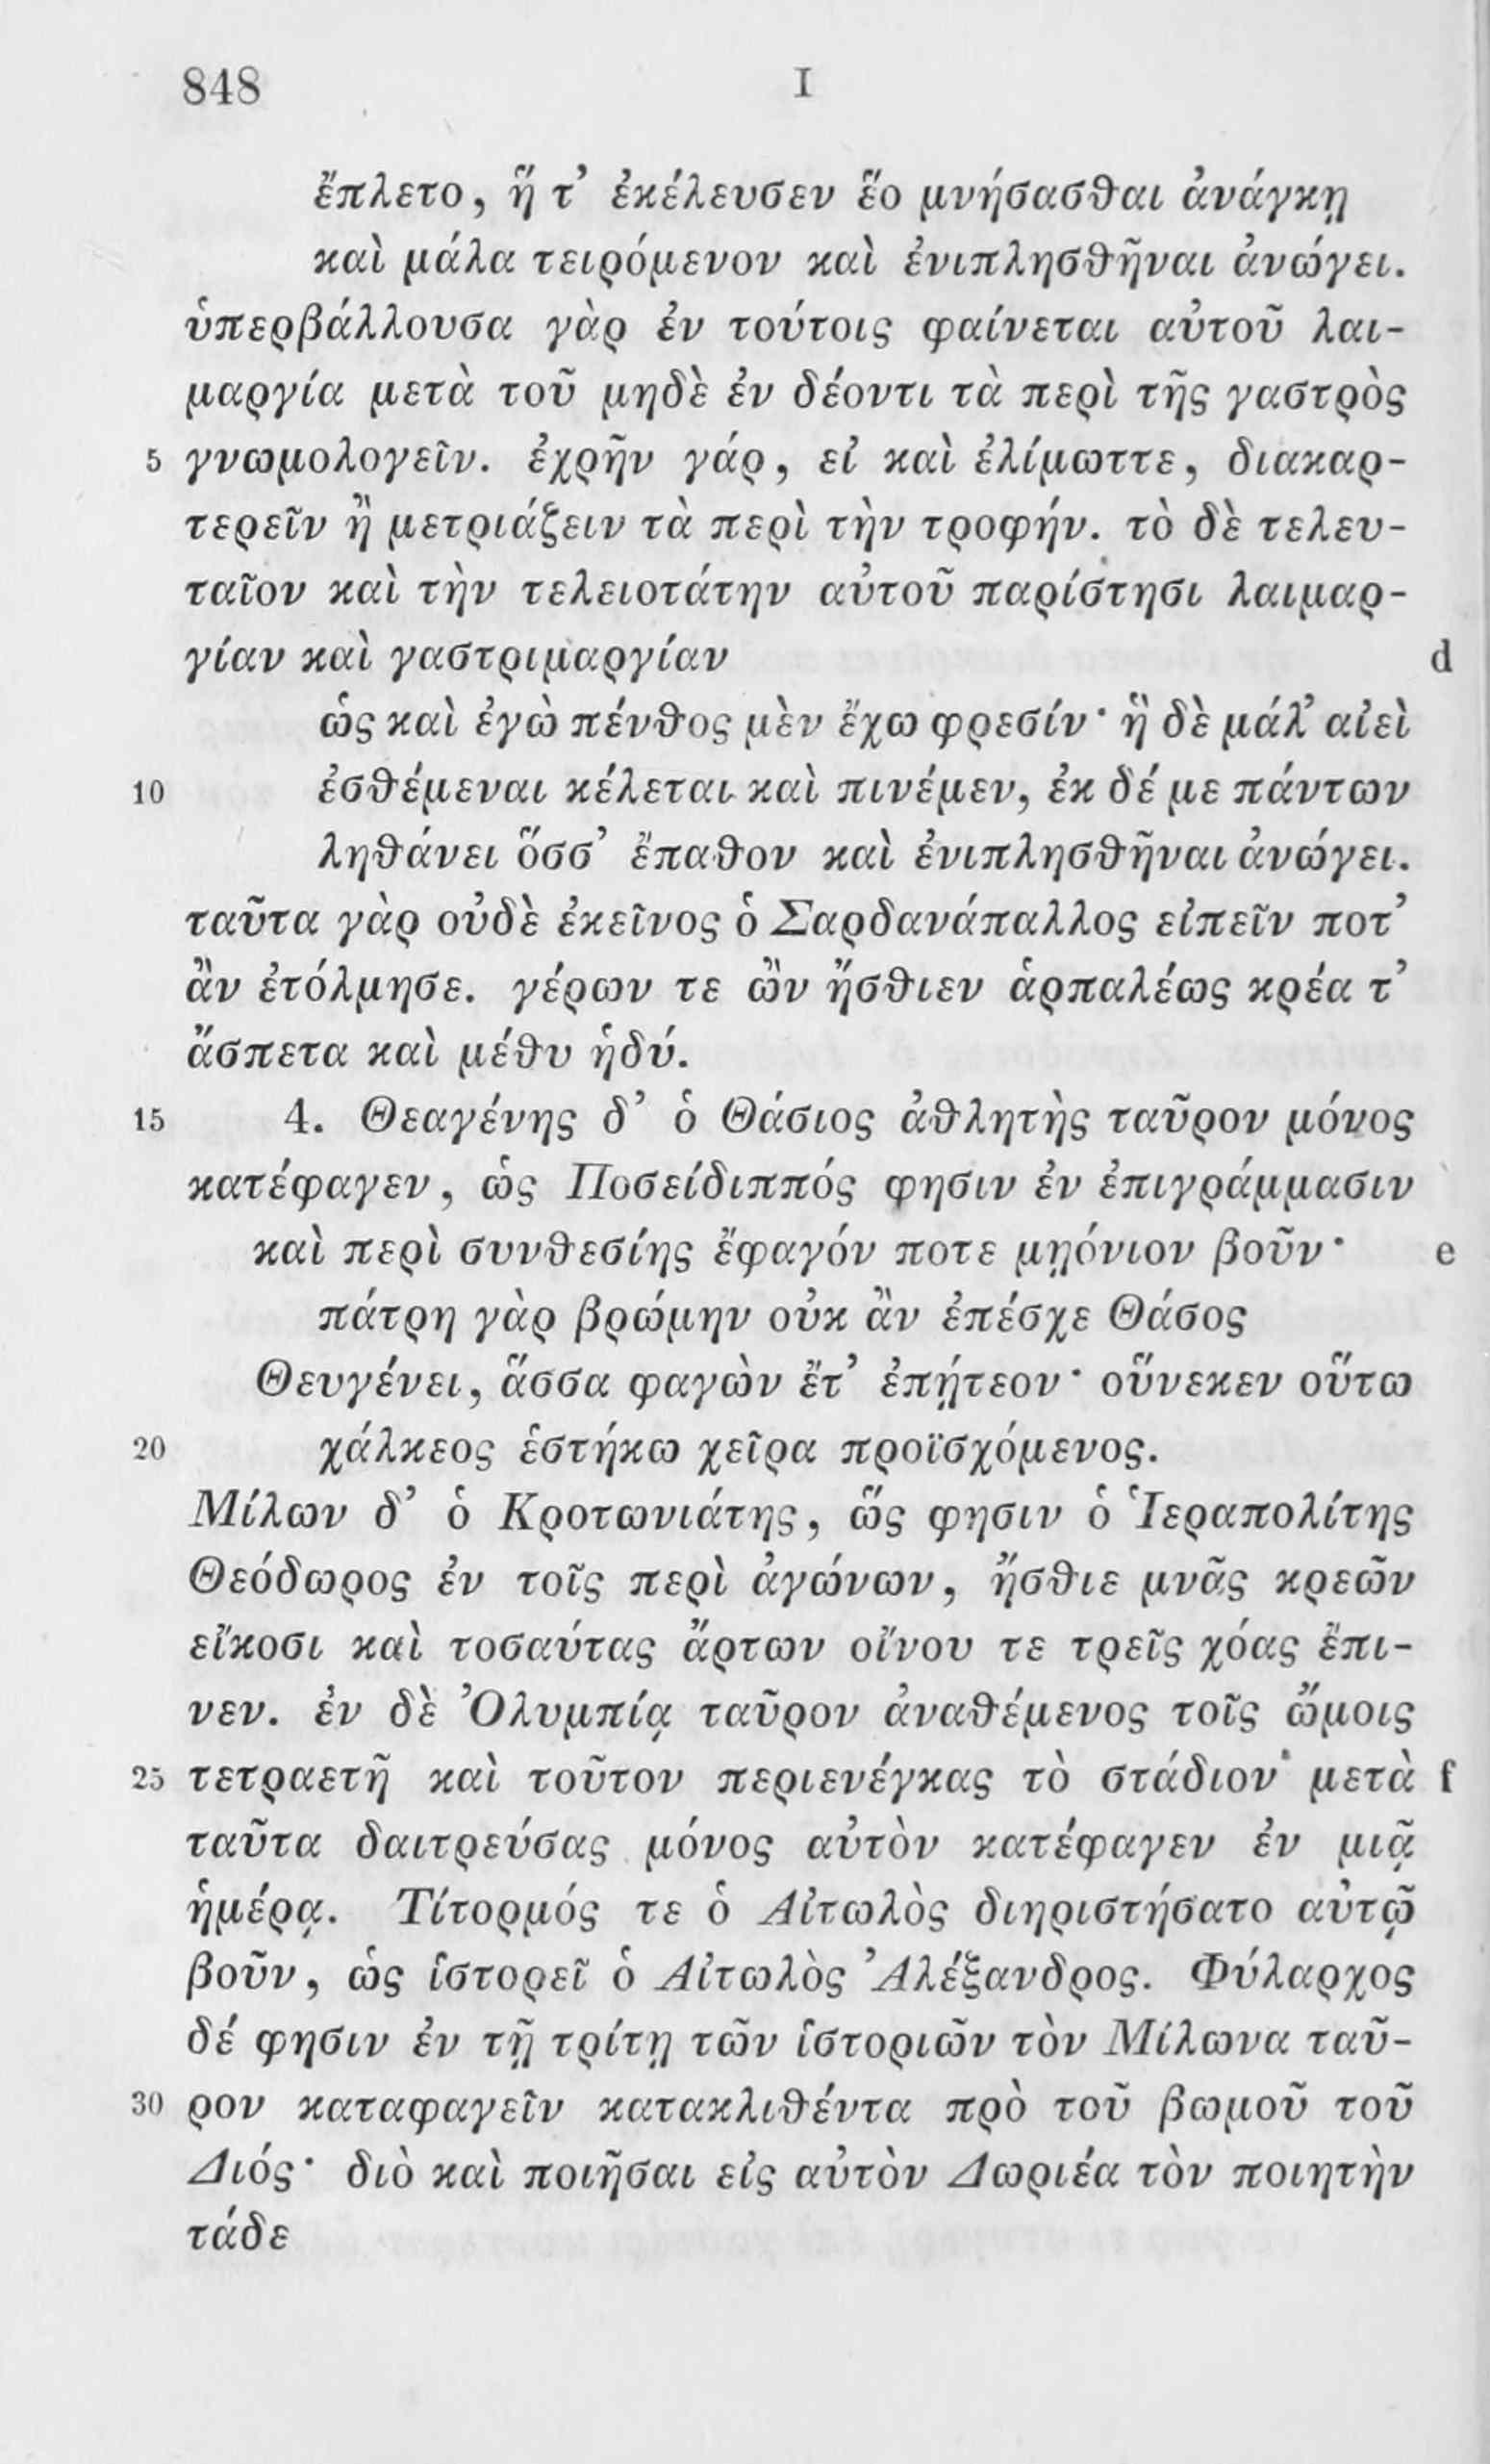 848 I
ἔπλετο, ἥ τ’ ἐκέλευσεν ἕο μνήσασθαι ἀνάγκῃ
καὶ μάλα τειρόμενον καὶ ἐνιπλησθῆναι ἀνώγει.
ὑπερβάλλουσα γὰρ ἐν τούτοις φαίνεται αὐτοῦ λαι-
μαργία μετὰ τοῦ μηδὲ ἐν δέοντι τὰ περὶ τῆς γαστρὸς
5 γνωμολογεῖν. ἐχρῆν γάρ, εἰ καὶ ἐλίμωττε, διακαρ-
τερεῖν ἢ μετριάζειν τὰ περὶ τὴν τροφήν. τὸ δὲ τελευ-
ταῖον καὶ τὴν τελειοτάτην αὐτοῦ παρίστησι λαιμαρ-
γίαν καὶ γαστριμαργίαν d
ὡς καὶ ἐγὼ πένθος μὲν ἔχω φρεσίν· ἣ δὲ μάλ’ αἰεὶ
10 ἐσθέμεναι κέλεται καὶ πινέμεν, ἐκ δέ με πάντων
ληθάνει ὅσσ’ ἔπαθον καὶ ἐνιπλησθῆναι ἀνώγει.
ταῦτα γὰρ οὐδὲ ἐκεῖνος ὁ Σαρδανάπαλλος εἰπεῖν ποτ’
ἂν ἐτόλμησε. γέρων τε ὢν ἤσθιεν ἁρπαλέως κρέα τ’
ἄσπετα καὶ μέθυ ἡδύ.
15 4. Θεαγένης δ’ ὁ Θάσιος ἀθλητὴς ταῦρον μόνος
κατέφαγεν, ὡς Ποσείδιππός φησιν ἐν ἐπιγράμμασιν
καὶ περὶ συνθεσίης ἔφαγόν ποτε μῃόνιον βοῦν· e
πάτρη γὰρ βρώμην οὐκ ἂν ἐπέσχε Θάσος
Θευγένει, ἅσσα φαγὼν ἔτ’ ἐπῄτεον· οὕνεκεν οὕτω
20 χάλκεος ἑστήκω χεῖρα προϊσχόμενος.
Μίλων δ’ ὁ Κροτωνιάτης, ὥς φησιν ὁ Ἱεραπολίτης
Θεόδωρος ἐν τοῖς περὶ ἀγώνων, ἤσθιε μνᾶς κρεῶν
εἴκοσι καὶ τοσαύτας ἄρτων οἴνου τε τρεῖς χόας ἔπι-
νεν. ἐν δὲ Ὀλυμπίᾳ ταῦρον ἀναθέμενος τοῖς ὤμοις
25 τετραετῆ καὶ τοῦτον περιενέγκας τὸ στάδιον· μετὰ f
ταῦτα δαιτρεύσας μόνος αὐτὸν κατέφαγεν ἐν μιᾷ
ἡμέρᾳ. Τίτορμός τε ὁ Αἰτωλὸς διηριστήσατο αὐτῷ
βοῦν, ὡς ἱστορεῖ ὁ Αἰτωλὸς Ἀλέξανδρος. Φύλαρχος
δέ φησιν ἐν τῇ τρίτῃ τῶν ἱστοριῶν τὸν Μίλωνα ταῦ-
30 ρον καταφαγεῖν κατακλιθέντα πρὸ τοῦ βωμοῦ τοῦ
Διός· διὸ καὶ ποιῆσαι εἰς αὐτὸν Δωριέα τὸν ποιητὴν
τάδε